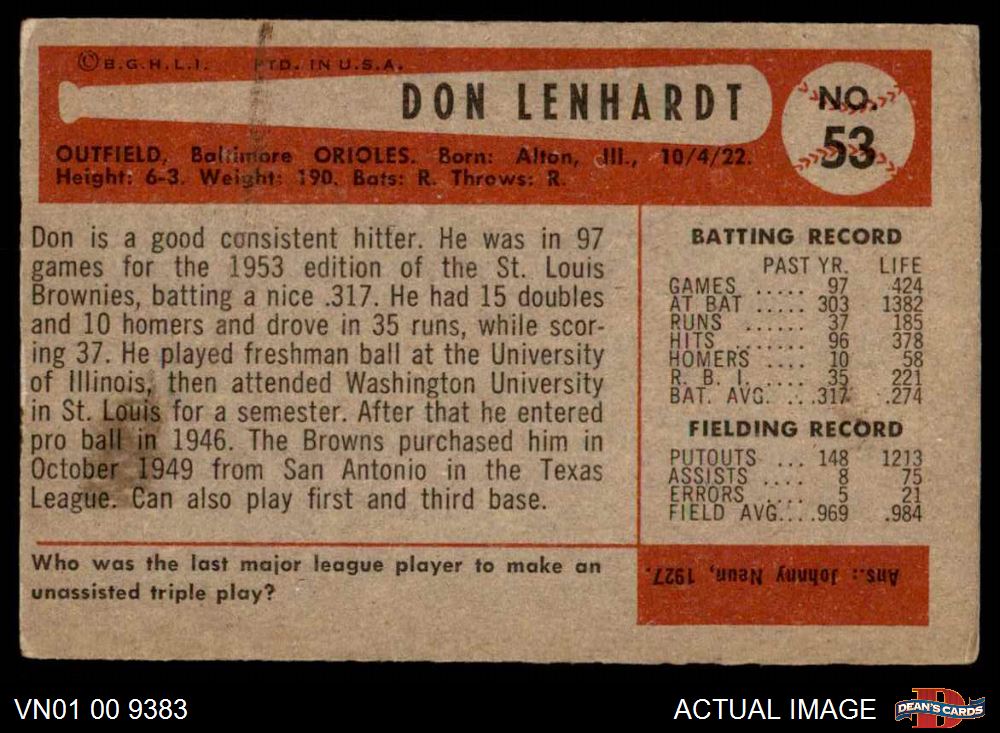 © B.G.H.L.I. PTD. IN U.S.A.
DON LENHARDT
NO.
53
OUTFIELD, Baltimore ORIOLES. Born: Alton, Ill., 10/4/22.
Height: 6-3. Weight: 190. Bats: R. Throws: R.
Don is a good consistent hitter. He was in 97
games for the 1953 edition of the St. Louis
Brownies, batting a nice .317. He had 15 doubles
and 10 homers and drove in 35 runs, while scor-
ing 37. He played freshman ball at the University
of Illinois, then attended Washington University
in St. Louis for a semester. After that he entered
pro ball in 1946. The Browns purchased him in
October 1949 from San Antonio in the Texas
League. Can also play first and third base.
BATTING RECORD
PAST YR. LIFE
GAMES ..... 97 424
AT BAT ..... 303 1382
RUNS ...... 37 185
HITS ....... 96 378
HOMERS .... 10 58
R. B. I. .... 35 221
BAT. AVG. ...317 .274
FIELDING RECORD
PUTOUTS ... 148 1213
ASSISTS .... 8 75
ERRORS .... 5 21
FIELD AVG....969 .984
Who was the last major league player to make an
unassisted triple play?
Ans.: Johnny Neun, 1927.
VN01 00 9383
ACTUAL IMAGE
D
DEAN'S CARDS